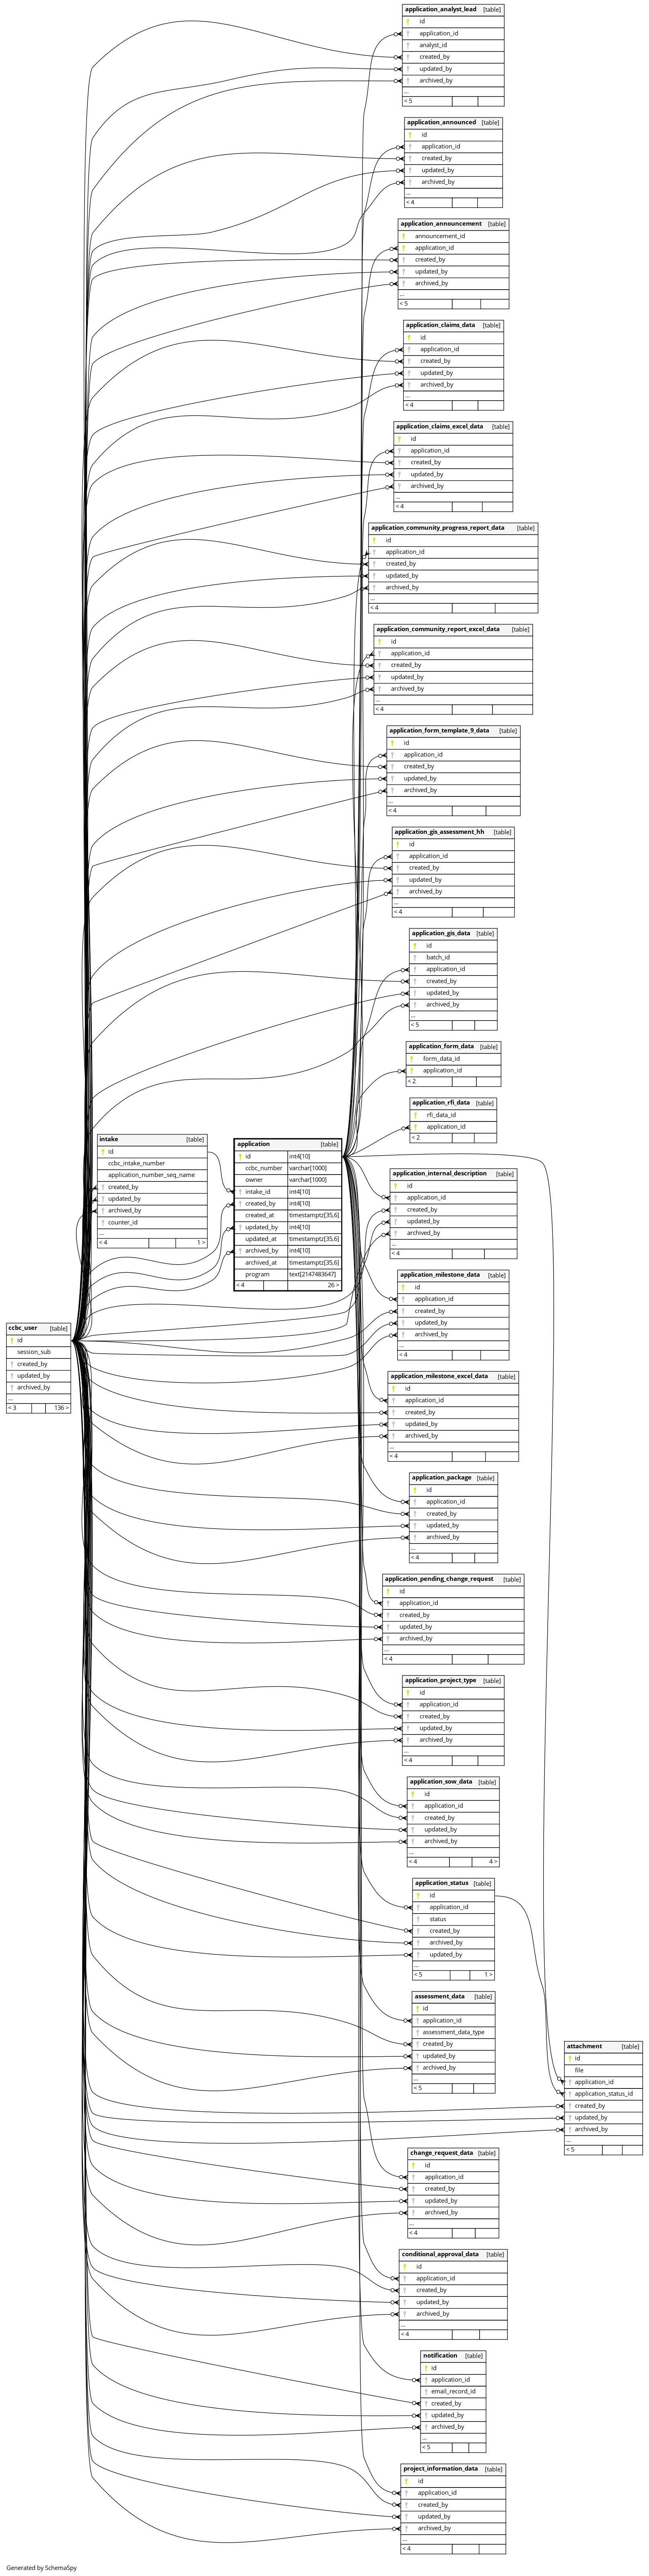 application_analyst_lead [table]
id
application_id
analyst_id
created_by
updated_by
archived_by
...
< 5
application_announced [table]
id
application_id
created_by
updated_by
archived_by
...
< 4
application_announcement [table]
announcement_id
application_id
created_by
updated_by
archived_by
...
< 5
application_claims_data [table]
id
application_id
created_by
updated_by
archived_by
...
< 4
application_claims_excel_data [table]
id
application_id
created_by
updated_by
archived_by
...
< 4
application_community_progress_report_data [table]
id
application_id
created_by
updated_by
archived_by
...
< 4
application_community_report_excel_data [table]
id
application_id
created_by
updated_by
archived_by
...
< 4
application_form_template_9_data [table]
id
application_id
created_by
updated_by
archived_by
...
< 4
application_gis_assessment_hh [table]
id
application_id
created_by
updated_by
archived_by
...
< 4
application_gis_data [table]
id
batch_id
application_id
created_by
updated_by
archived_by
...
< 5
application_form_data [table]
form_data_id
application_id
< 2
application_rfi_data [table]
rfi_data_id
application_id
< 2
intake [table]
id
ccbc_intake_number
application_number_seq_name
created_by
updated_by
archived_by
counter_id
...
< 4 1 >
application [table]
id int4[10]
ccbc_number varchar[1000]
owner varchar[1000]
intake_id int4[10]
created_by int4[10]
created_at timestamptz[35,6]
updated_by int4[10]
updated_at timestamptz[35,6]
archived_by int4[10]
archived_at timestamptz[35,6]
program text[2147483647]
< 4 26 >
application_internal_description [table]
id
application_id
created_by
updated_by
archived_by
...
< 4
application_milestone_data [table]
id
application_id
created_by
updated_by
archived_by
...
< 4
ccbc_user [table]
id
session_sub
created_by
updated_by
archived_by
...
< 3 136 >
application_milestone_excel_data [table]
id
application_id
created_by
updated_by
archived_by
...
< 4
application_package [table]
id
application_id
created_by
updated_by
archived_by
...
< 4
application_pending_change_request [table]
id
application_id
created_by
updated_by
archived_by
...
< 4
application_project_type [table]
id
application_id
created_by
updated_by
archived_by
...
< 4
application_sow_data [table]
id
application_id
created_by
updated_by
archived_by
...
< 4 4 >
application_status [table]
id
application_id
status
created_by
archived_by
updated_by
...
< 5 1 >
assessment_data [table]
id
application_id
assessment_data_type
created_by
updated_by
archived_by
...
< 5
attachment [table]
id
file
application_id
application_status_id
created_by
updated_by
archived_by
...
< 5
change_request_data [table]
id
application_id
created_by
updated_by
archived_by
...
< 4
conditional_approval_data [table]
id
application_id
created_by
updated_by
archived_by
...
< 4
notification [table]
id
application_id
email_record_id
created_by
updated_by
archived_by
...
< 5
project_information_data [table]
id
application_id
created_by
updated_by
archived_by
...
< 4
Generated by SchemaSpy